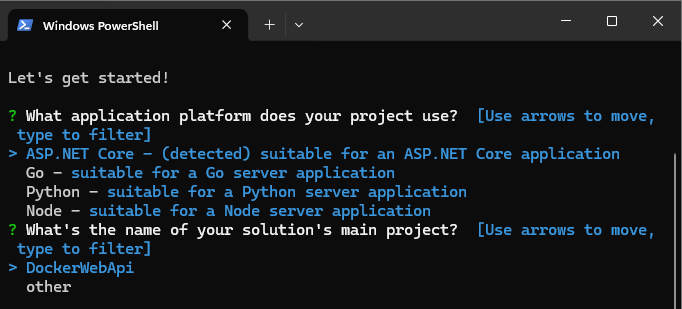 Windows PowerShell
Let's get started!
? What application platform does your project use?  [Use arrows to move,
 type to filter]
> ASP.NET Core - (detected) suitable for an ASP.NET Core application
  Go - suitable for a Go server application
  Python - suitable for a Python server application
  Node - suitable for a Node server application
? What's the name of your solution's main project?  [Use arrows to move,
 type to filter]
> DockerWebApi
  other